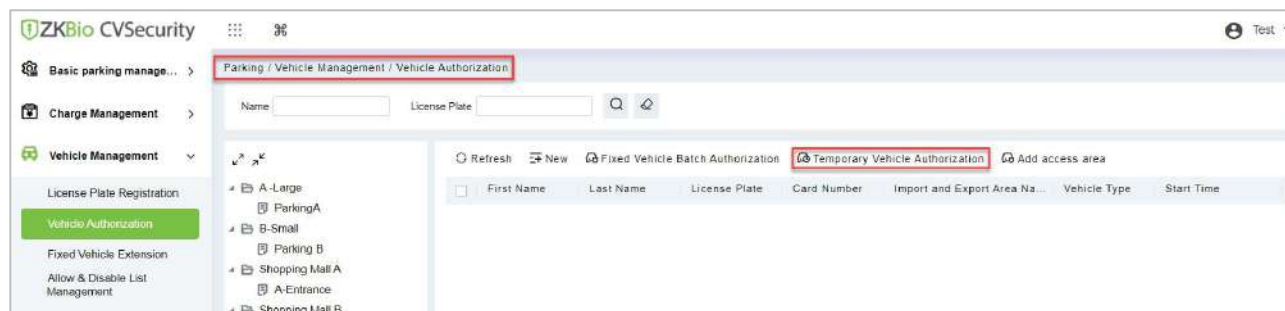 ZKBio CVSecurity
Test
Basic parking manage...
Parking / Vehicle Management / Vehicle Authorization
Charge Management
Name
License Plate
Vehicle Management
Refresh New Fixed Vehicle Batch Authorization Temporary Vehicle Authorization Add access area
First Name Last Name License Plate Card Number Import and Export Area Na... Vehicle Type Start Time
License Plate Registration
Vehicle Authorization
Fixed Vehicle Extension
Allow & Disable List
Management
A-Large
ParkingA
B-Small
Parking B
Shopping Mall A
A-Entrance
Shopping Mall B